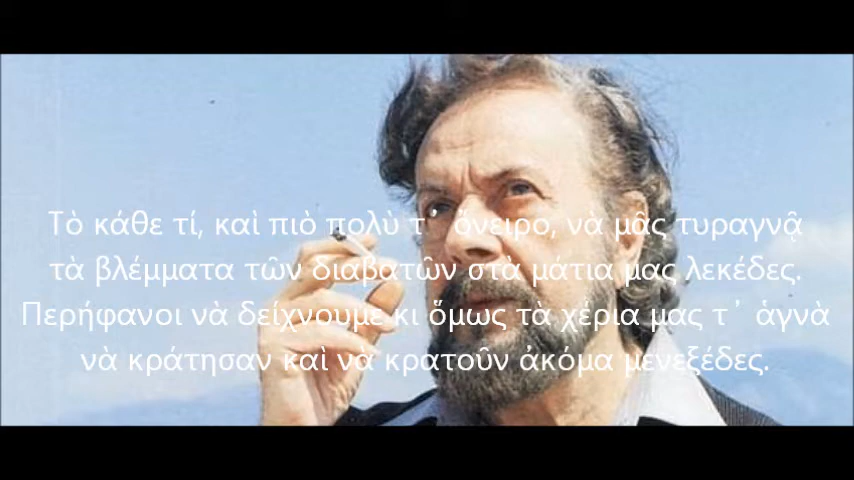 Τὸ κάθε τί, καὶ πιὸ πολὺ τ᾿ ὄνειρο, νὰ μᾶς τυραγνᾷ
τὰ βλέμματα τῶν διαβατῶν στὰ μάτια μας λεκέδες.
Περήφανοι νὰ δείχνουμε κι ὅμως τὰ χέρια μας τ᾿ ἁγνὰ
νὰ κράτησαν καὶ νὰ κρατοῦν ἀκόμα μενεξέδες.